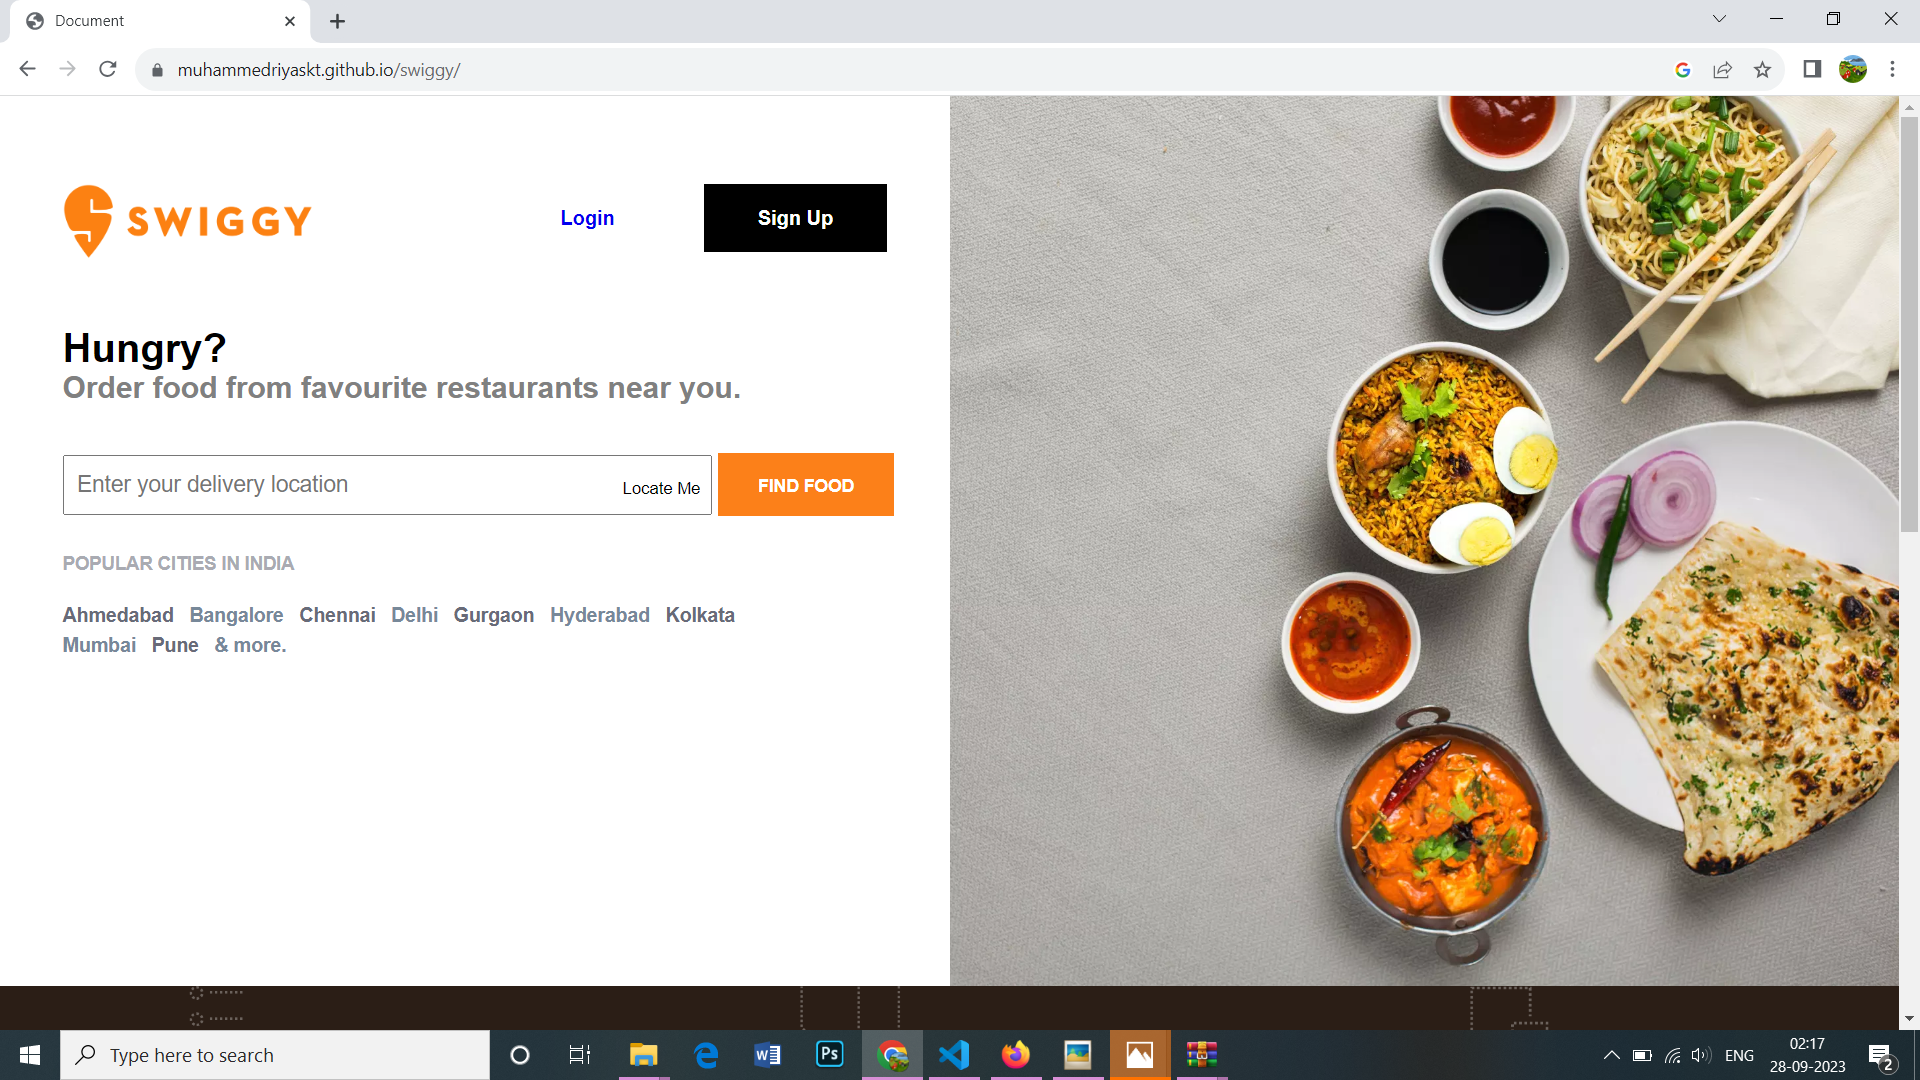 Document
muhammedriyaskt.github.io/swiggy/
SWIGGY
Login
Sign Up
Hungry?
Order food from favourite restaurants near you.
Enter your delivery location
Locate Me
FIND FOOD
POPULAR CITIES IN INDIA
Ahmedabad Bangalore Chennai Delhi Gurgaon Hyderabad Kolkata
Mumbai Pune & more.
Type here to search
Ps
ENG
02:17
28-09-2023
2